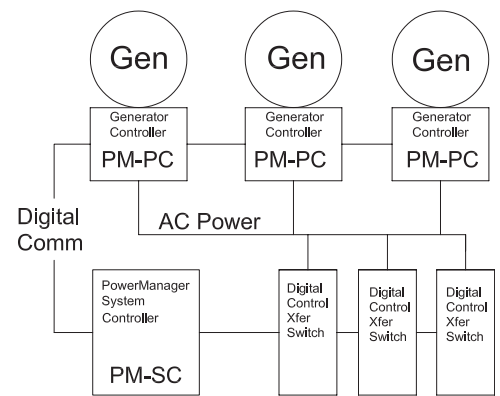 Gen
Gen
Gen
Generator
Controller
PM-PC
Generator
Controller
PM-PC
Generator
Controller
PM-PC
Digital
Comm
AC Power
PowerManager
System
Controller
PM-SC
Digital
Control
Xfer
Switch
Digital
Control
Xfer
Switch
Digital
Control
Xfer
Switch